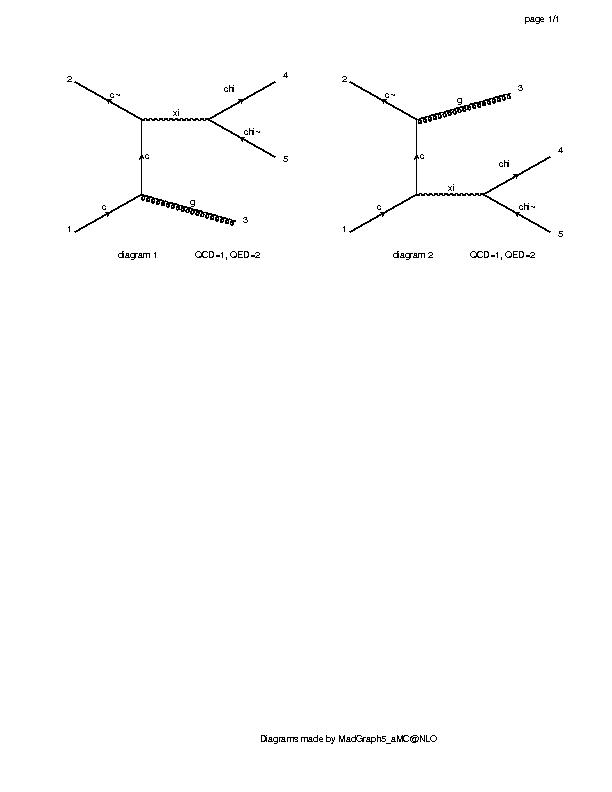 page 1/1
2
c~
xi
chi
4
chi~
5
c
c
g
3
1
diagram 1 QCD=1, QED=2
2
c~
g
3
c
chi
4
xi
chi~
5
c
1
diagram 2 QCD=1, QED=2
Diagrams made by MadGraph5_aMC@NLO